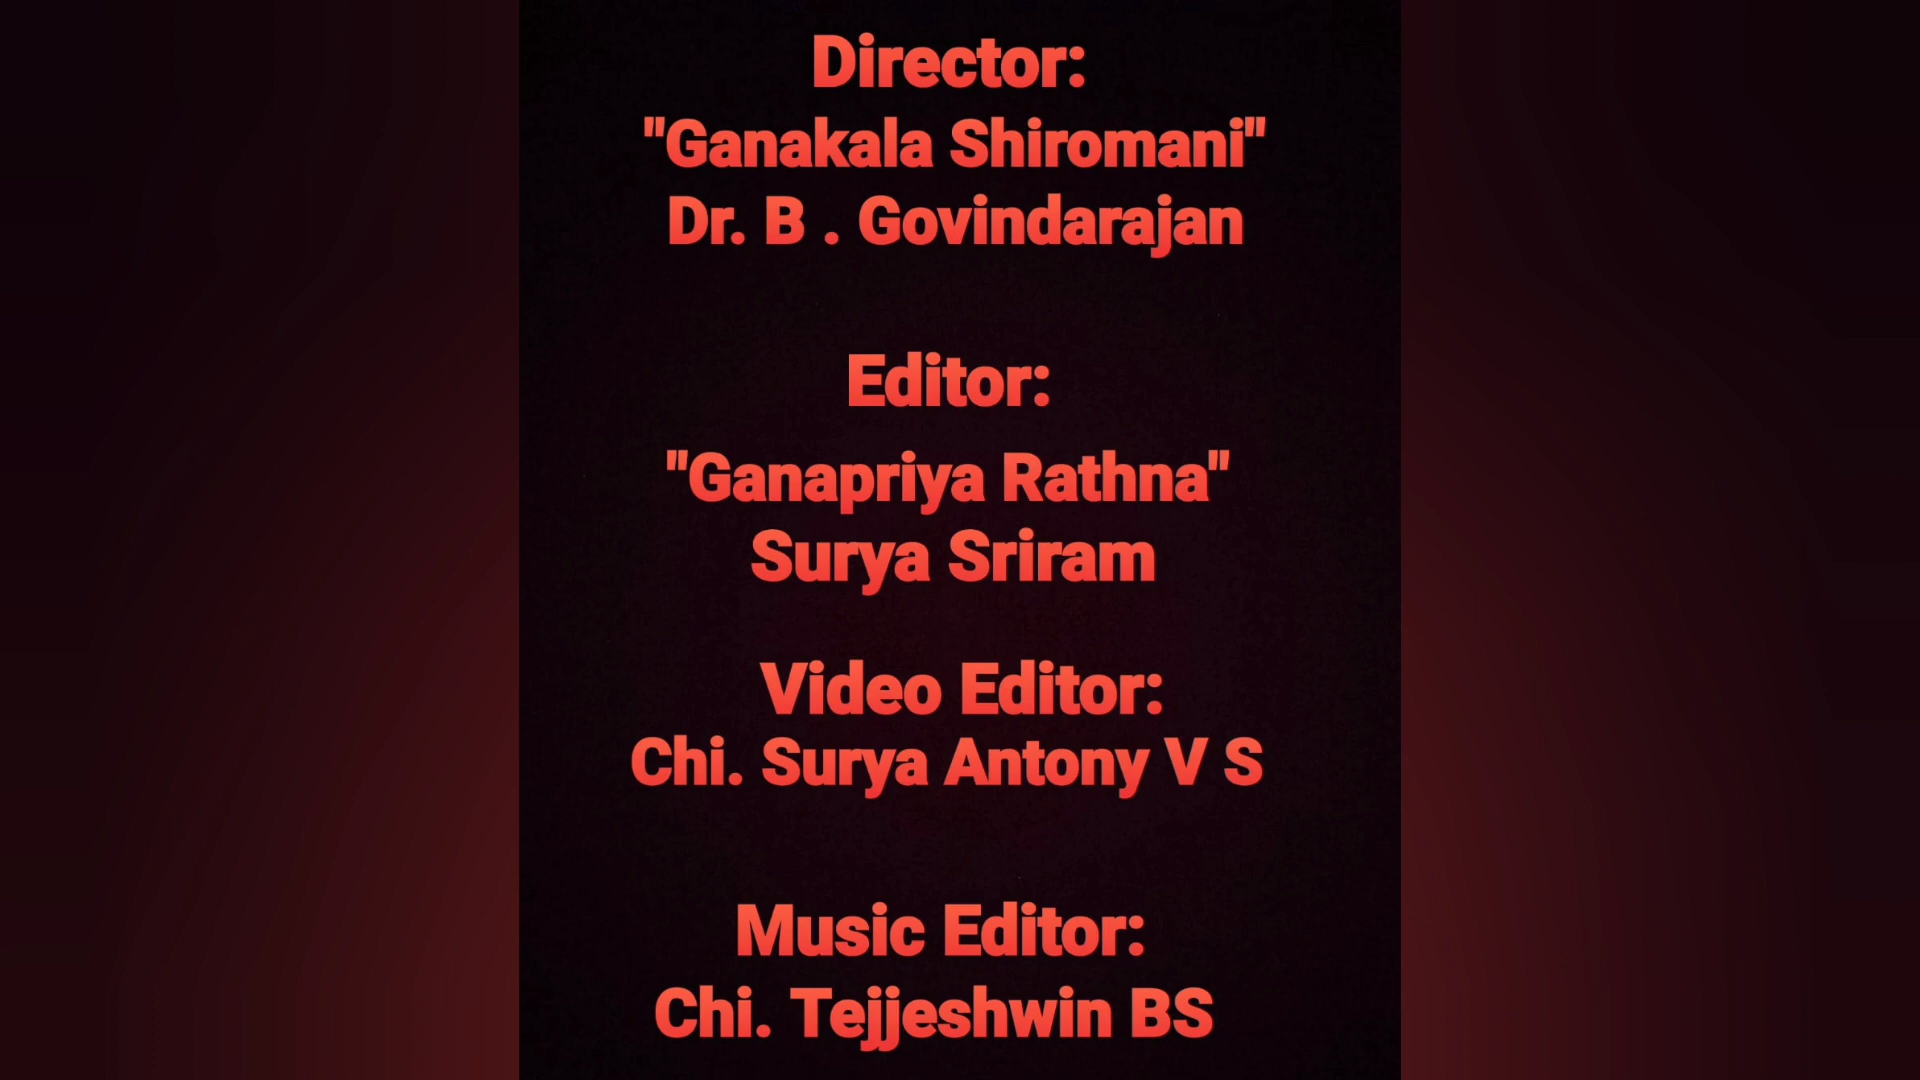 Director:
"Ganakala Shiromani"
Dr. B . Govindarajan
Editor:
"Ganapriya Rathna"
Surya Sriram
Video Editor:
Chi. Surya Antony V S
Music Editor:
Chi. Tejjeshwin BS